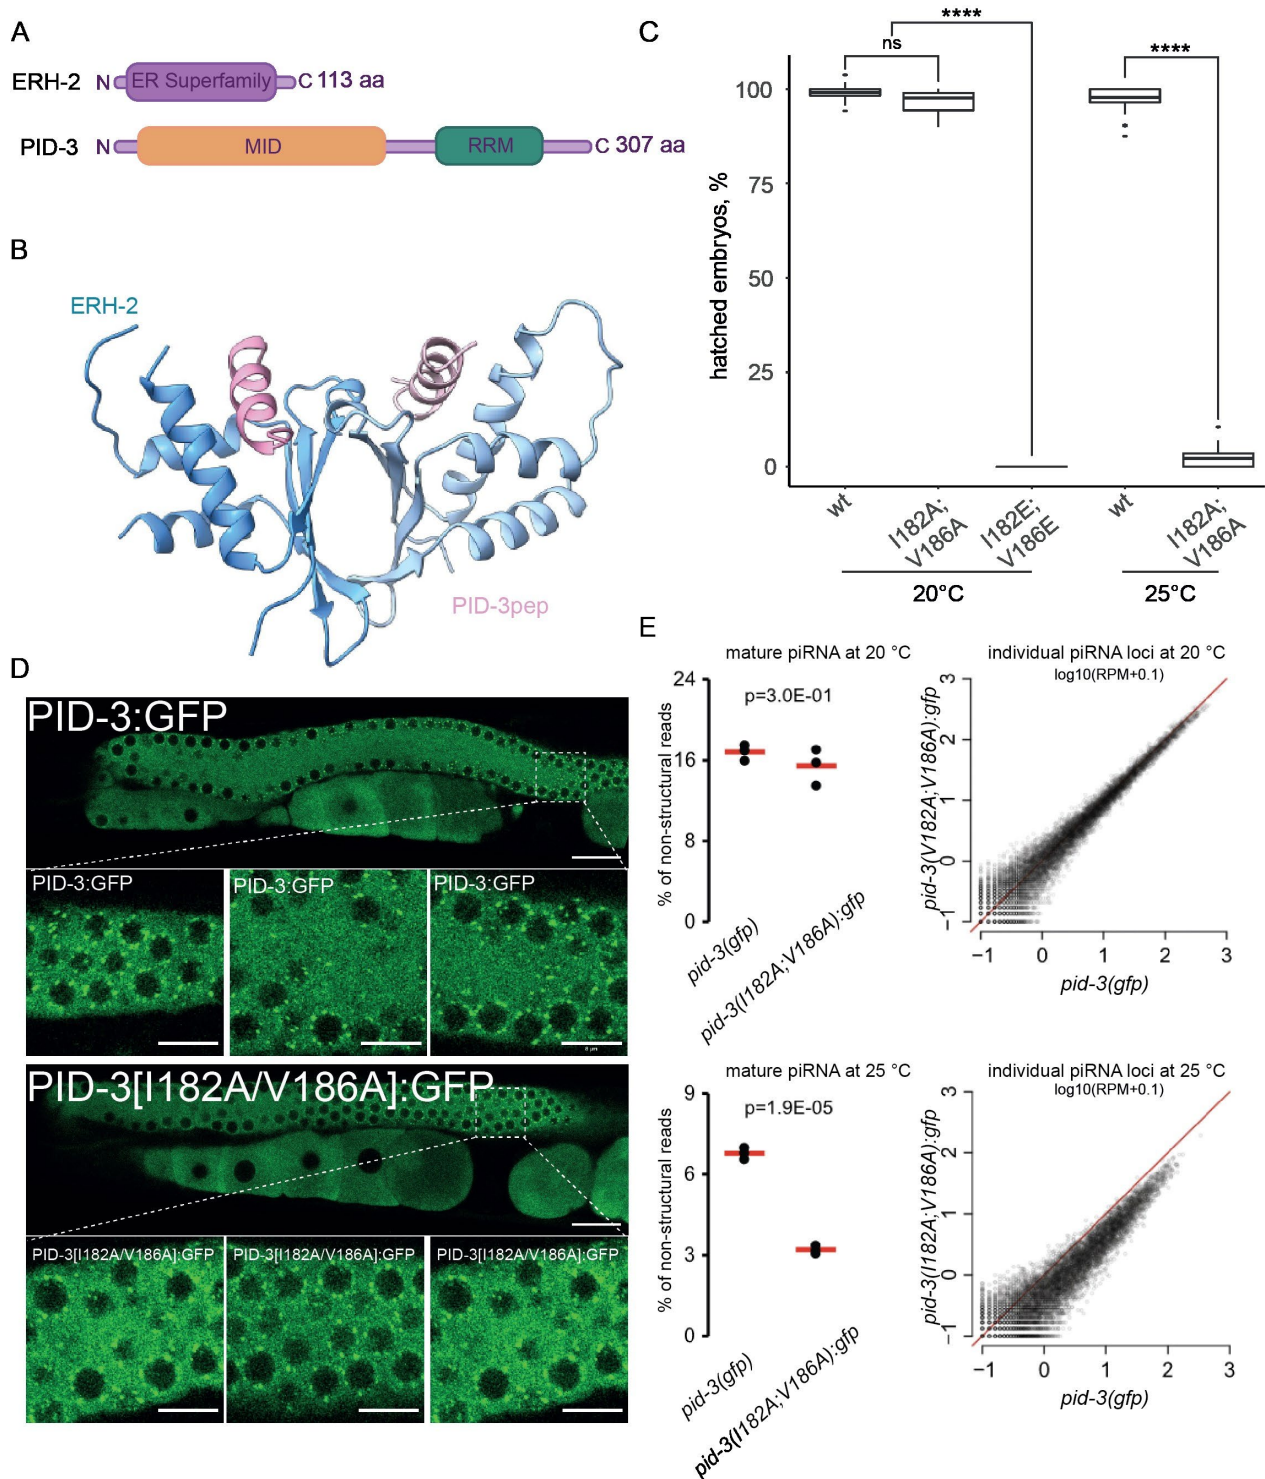 A
ERH-2
N
ER Superfamily
C 113 aa
PID-3
N
MID
RRM
C 307 aa
B
ERH-2
PID-3pep
C
hatched embryos, %
100
75
50
25
0
ns
****
****
wt
I182A;
V186A
I182E;
V186E
wt
I182A;
V186A
20°C
25°C
D
PID-3:GFP
PID-3:GFP
PID-3:GFP
PID-3:GFP
PID-3[I182A/V186A]:GFP
PID-3[I182A/V186A]:GFP
PID-3[I182A/V186A]:GFP
PID-3[I182A/V186A]:GFP
E
mature piRNA at 20 °C
p=3.0E-01
% of non-structural reads
24
16
8
0
pid-3(gfp)
pid-3(I182A;V186A):gfp
individual piRNA loci at 20 °C
log10(RPM+0.1)
pid-3(V182A;V186A):gfp
3
2
1
0
−1
−1
0
1
2
3
pid-3(gfp)
mature piRNA at 25 °C
p=1.9E-05
% of non-structural reads
9
6
3
0
pid-3(gfp)
pid-3(I182A;V186A):gfp
individual piRNA loci at 25 °C
log10(RPM+0.1)
pid-3(I182A;V186A):gfp
3
2
1
0
−1
−1
0
1
2
3
pid-3(gfp)